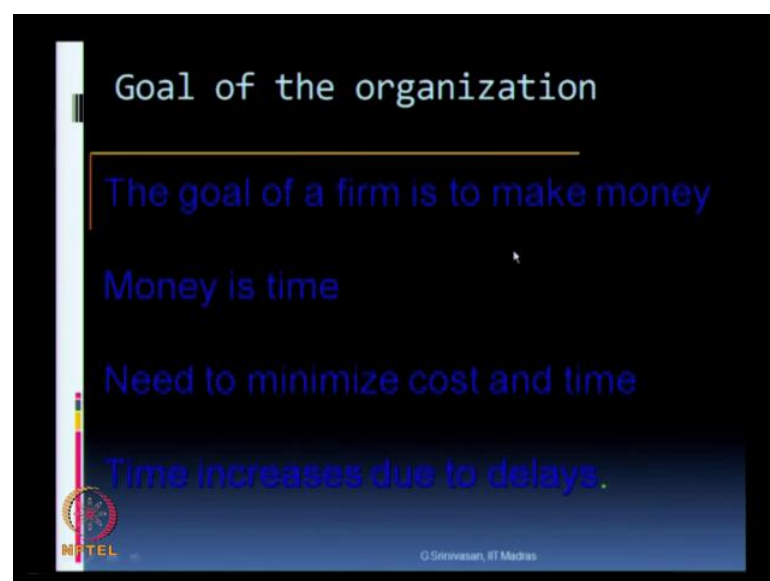 Goal of the organization
The goal of a firm is to make money
Money is time
Need to minimize cost and time
Time increases due to delays.
NPTEL
G Srinivasan, IIT Madras